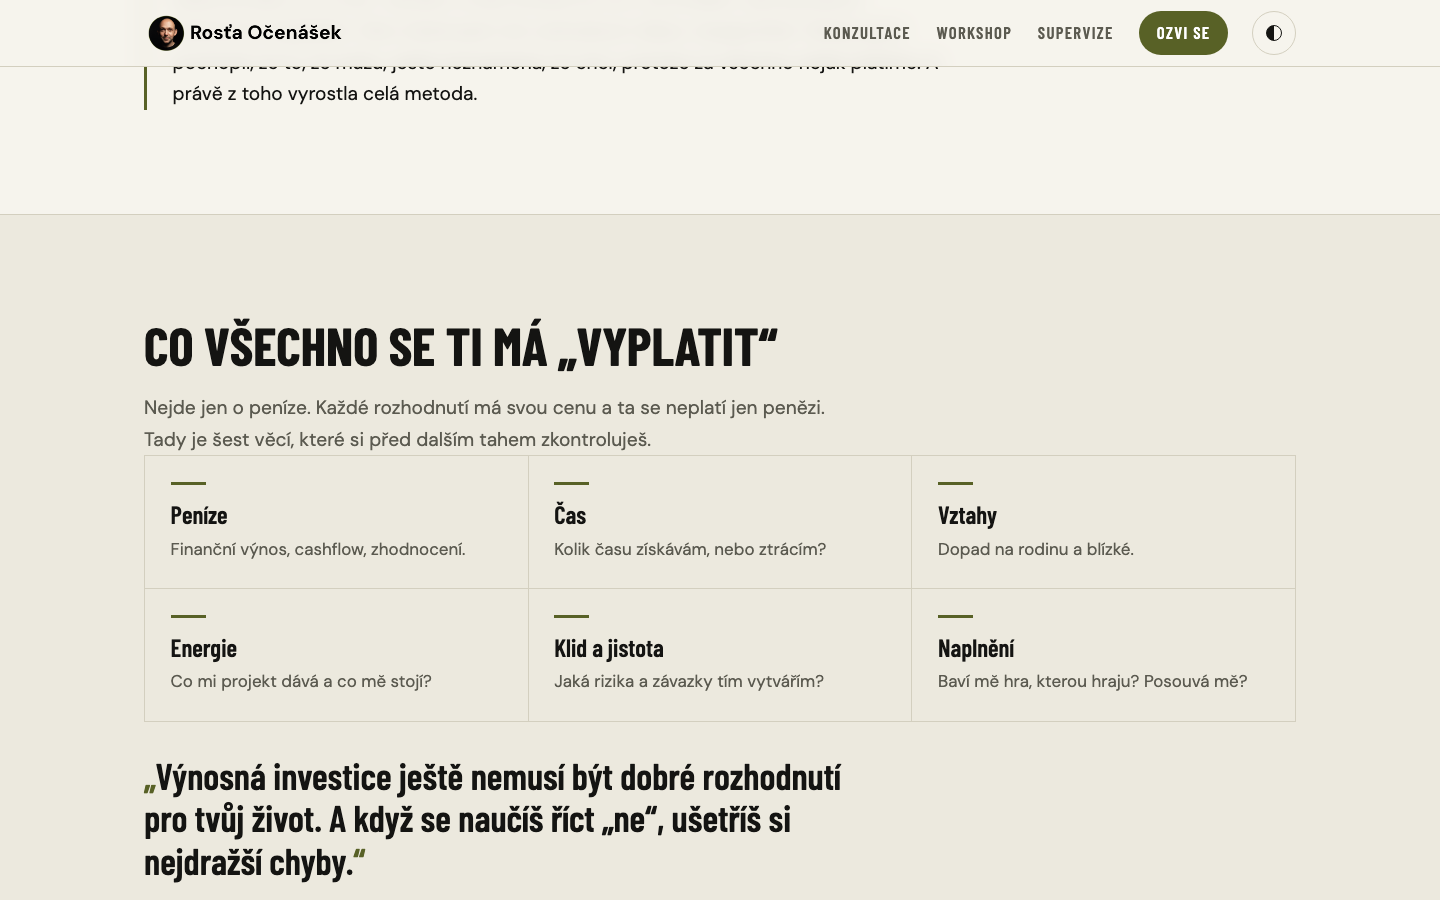 Rosťa Očenášek
KONZULTACE WORKSHOP SUPERVIZE OZVI SE
právě z toho vyrostla celá metoda.
CO VŠECHNO SE TI MÁ „VYPLATIT“
Nejde jen o peníze. Každé rozhodnutí má svou cenu a ta se neplatí jen penězi.
Tady je šest věcí, které si před dalším tahem zkontroluješ.
Peníze
Finanční výnos, cashflow, zhodnocení.
Čas
Kolik času získávám, nebo ztrácím?
Vztahy
Dopad na rodinu a blízké.
Energie
Co mi projekt dává a co mě stojí?
Klid a jistota
Jaká rizika a závazky tím vytvářím?
Naplnění
Baví mě hra, kterou hraju? Posouvá mě?
„Výnosná investice ještě nemusí být dobré rozhodnutí
pro tvůj život. A když se naučíš říct „ne“, ušetříš si
nejdražší chyby.“